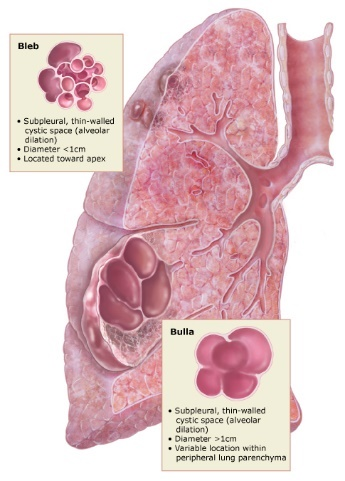 Bleb
• Subpleural, thin-walled
cystic space (alveolar
dilation)
• Diameter <1cm
• Located toward apex
Bulla
• Subpleural, thin-walled
cystic space (alveolar
dilation)
• Diameter >1cm
• Variable location within
peripheral lung parenchyma